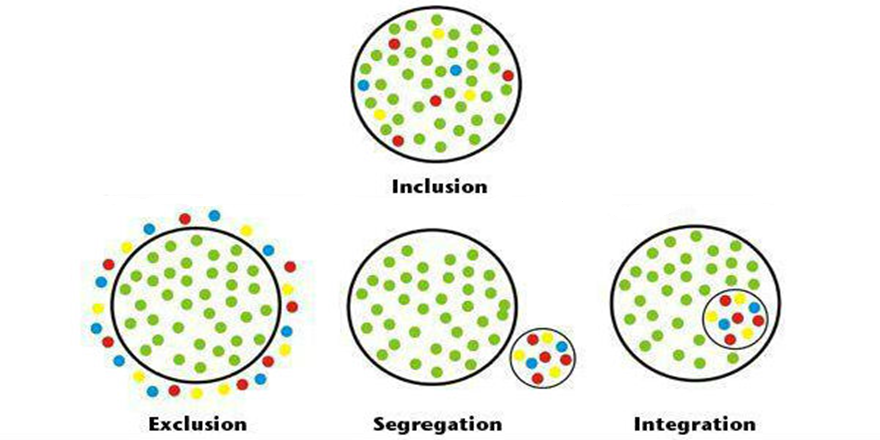 Inclusion
Exclusion
Segregation
Integration